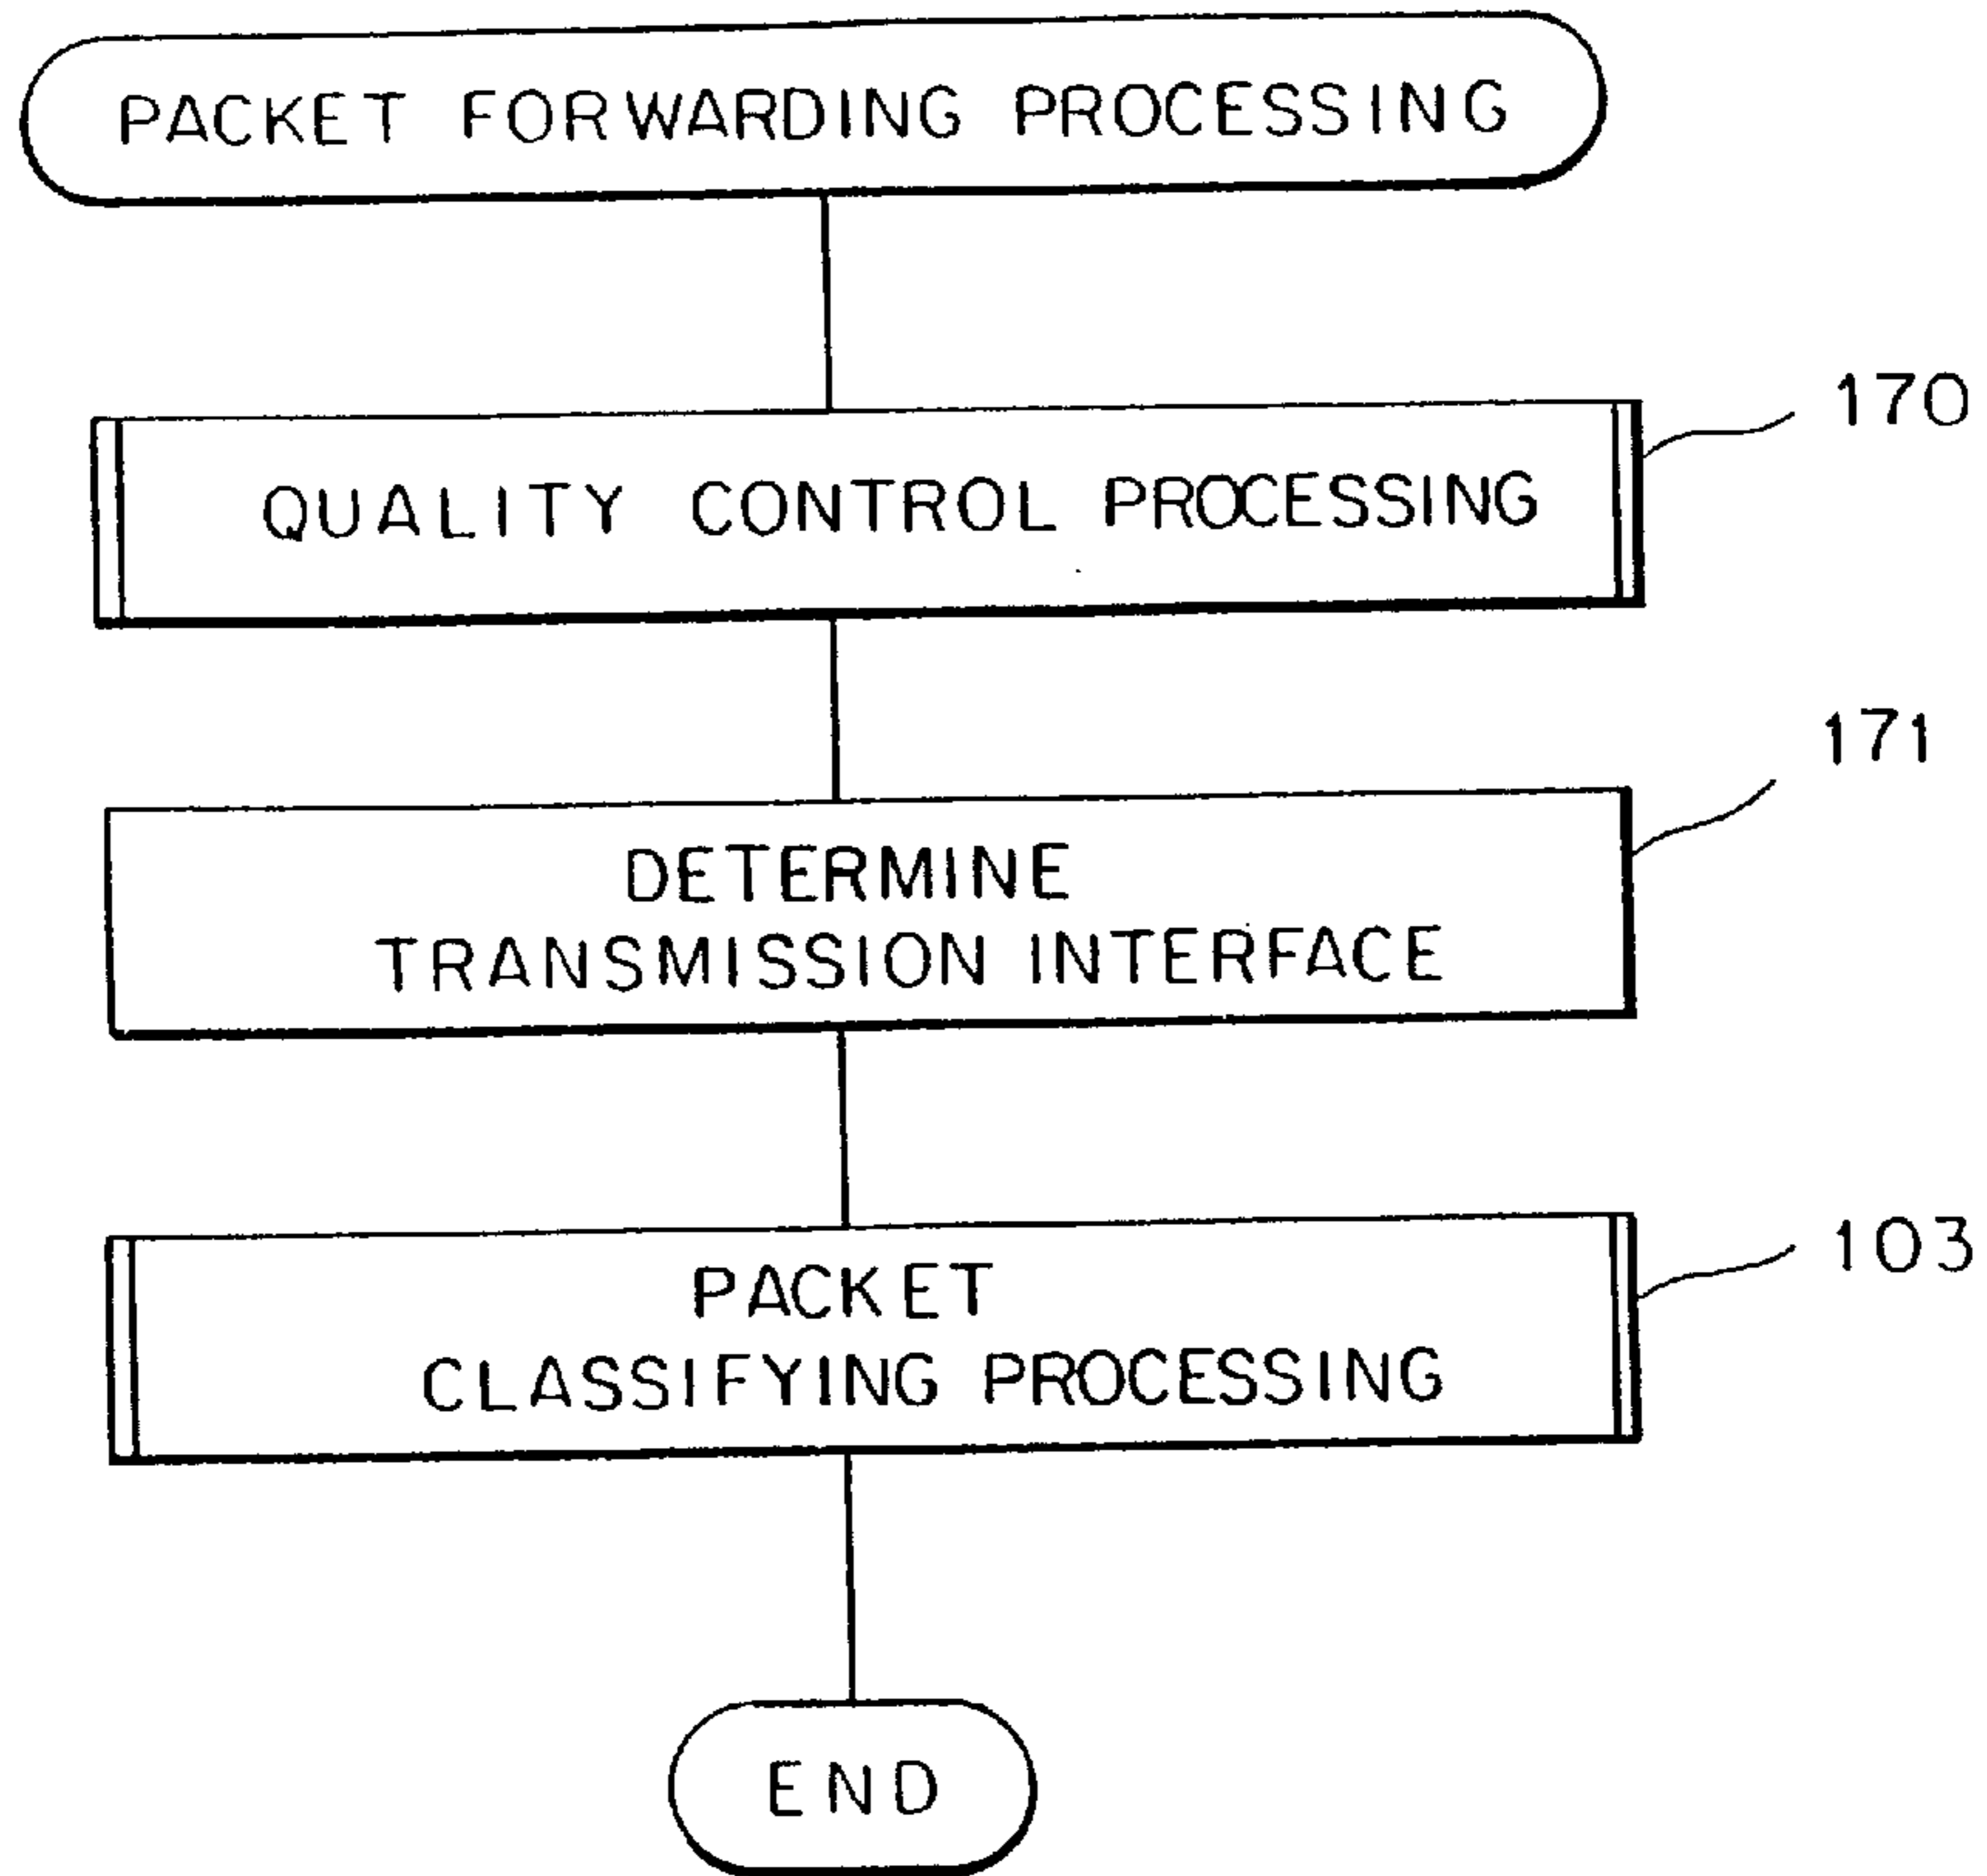 PACKET FORWARDING PROCESSING
170
QUALITY CONTROL PROCESSING
171
DETERMINE
TRANSMISSION INTERFACE
103
PACKET
CLASSIFYING PROCESSING
END